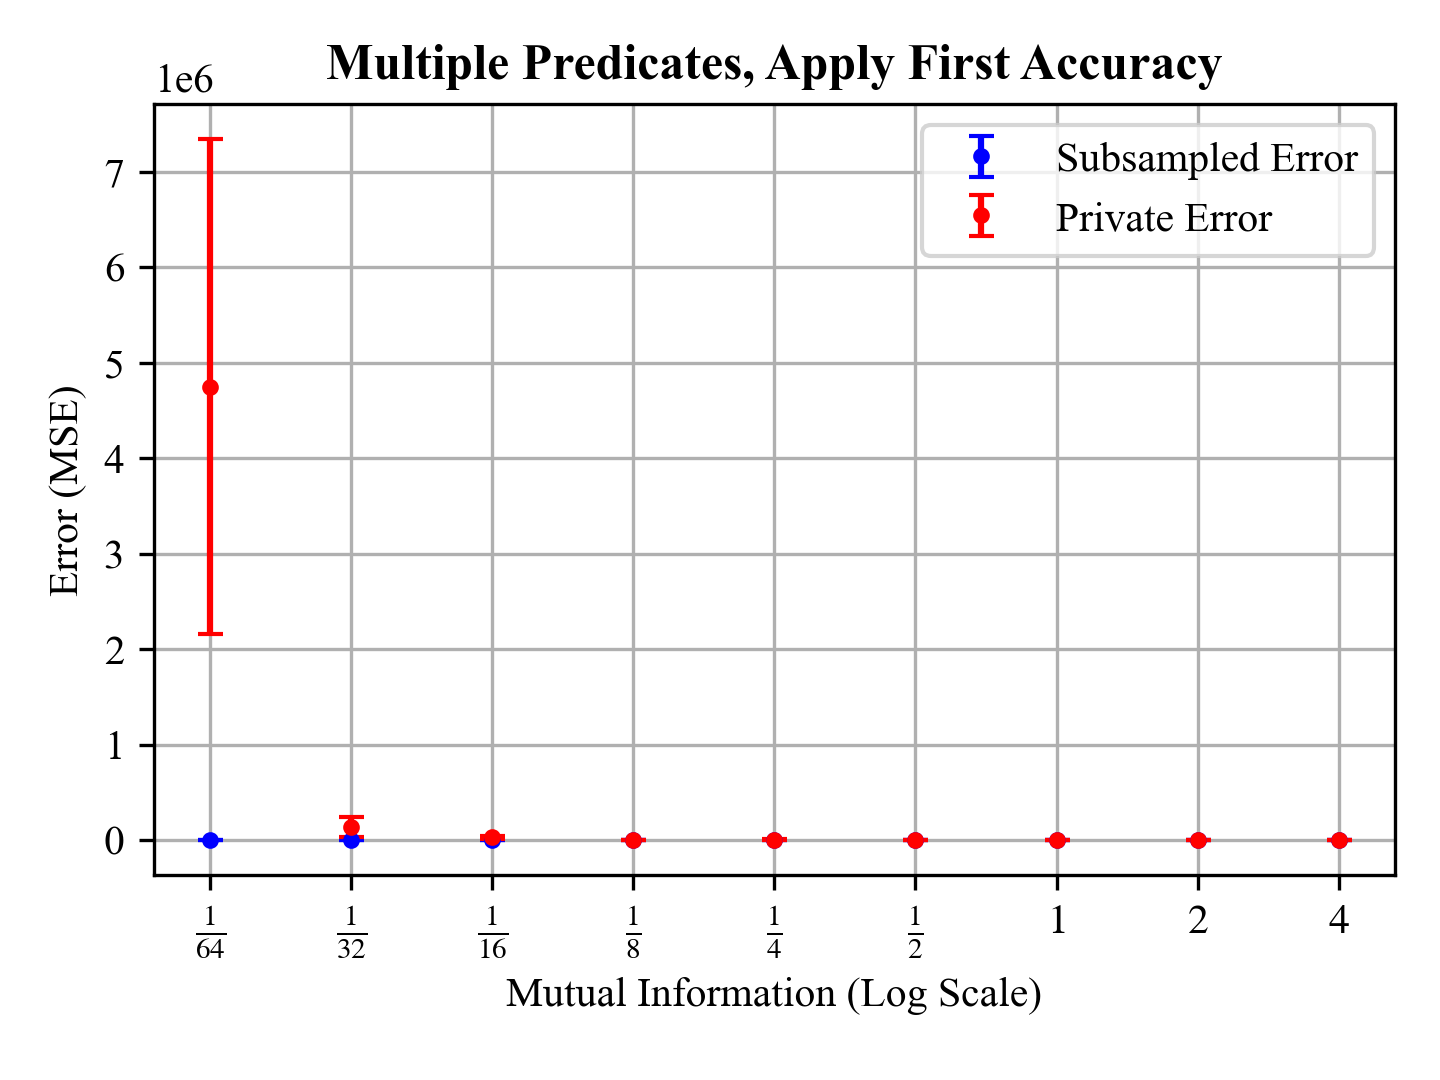 Multiple Predicates, Apply First Accuracy
1e6
Subsampled Error
Private Error
7
6
5
4
3
2
1
0
Error (MSE)
1/64 1/32 1/16 1/8 1/4 1/2 1 2 4
Mutual Information (Log Scale)